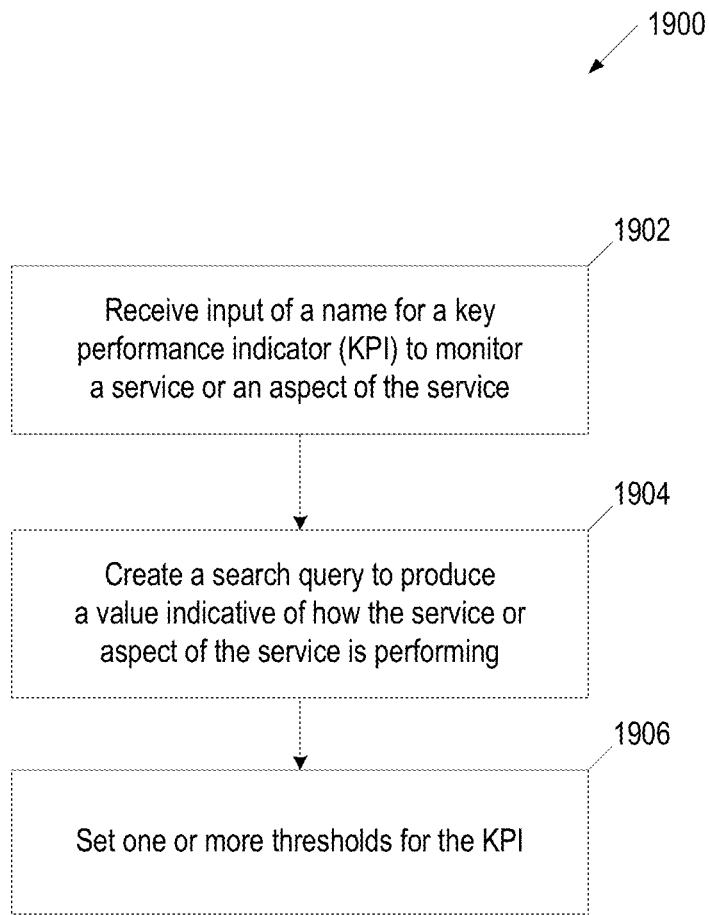 1900
1902
Receive input of a name for a key
performance indicator (KPI) to monitor
a service or an aspect of the service
1904
Create a search query to produce
a value indicative of how the service or
aspect of the service is performing
1906
Set one or more thresholds for the KPI